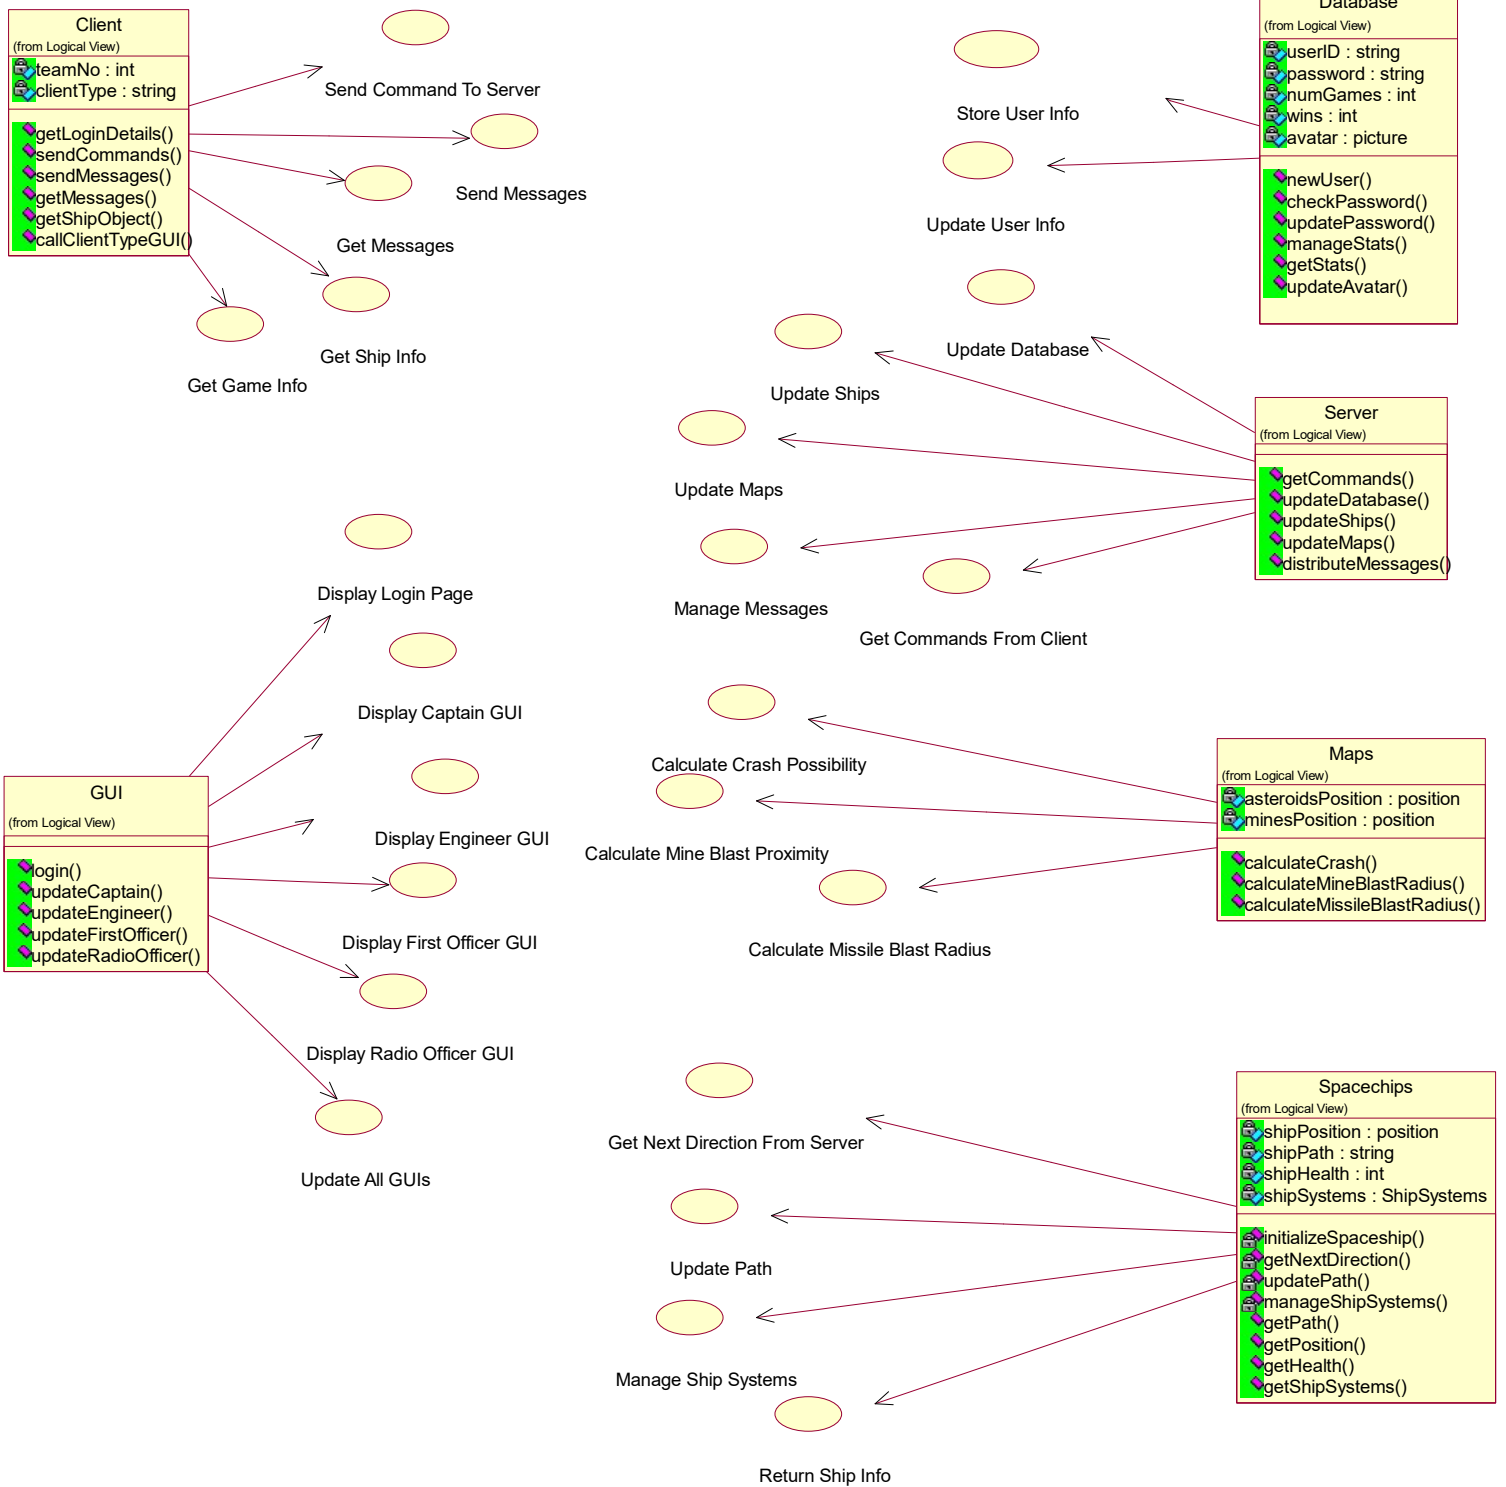 Client
(from Logical View)
teamNo : int
clientType : string
getLoginDetails()
sendCommands()
sendMessages()
getMessages()
getShipObject()
callClientTypeGUI()
Send Command To Server
Send Messages
Get Messages
Get Ship Info
Get Game Info
Database
(from Logical View)
userID : string
password : string
numGames : int
wins : int
avatar : picture
newUser()
checkPassword()
updatePassword()
manageStats()
getStats()
updateAvatar()
Store User Info
Update User Info
Update Database
Update Ships
Update Maps
Manage Messages
Get Commands From Client
Server
(from Logical View)
getCommands()
updateDatabase()
updateShips()
updateMaps()
distributeMessages()
Display Login Page
Display Captain GUI
Display Engineer GUI
Display First Officer GUI
Display Radio Officer GUI
Update All GUIs
GUI
(from Logical View)
login()
updateCaptain()
updateEngineer()
updateFirstOfficer()
updateRadioOfficer()
Calculate Crash Possibility
Calculate Mine Blast Proximity
Calculate Missile Blast Radius
Maps
(from Logical View)
asteroidsPosition : position
minesPosition : position
calculateCrash()
calculateMineBlastRadius()
calculateMissileBlastRadius()
Get Next Direction From Server
Update Path
Manage Ship Systems
Return Ship Info
Spacechips
(from Logical View)
shipPosition : position
shipPath : string
shipHealth : int
shipSystems : ShipSystems
initializeSpaceship()
getNextDirection()
updatePath()
manageShipSystems()
getPath()
getPosition()
getHealth()
getShipSystems()